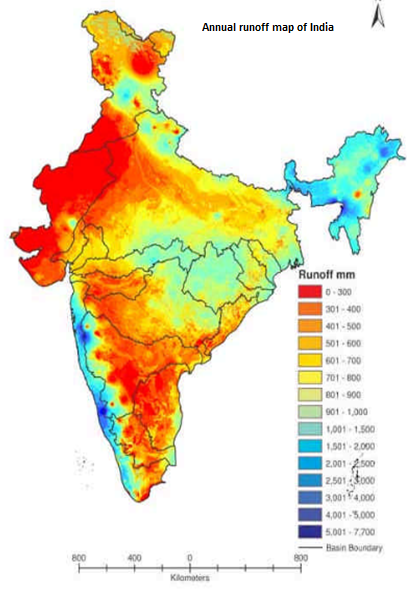 Annual runoff map of India
Runoff mm
0 - 300
301 - 400
401 - 500
501 - 600
601 - 700
701 - 800
801 - 900
901 - 1,000
1,001 - 1,500
1,501 - 2,000
2,001 - 2,500
2,501 - 3,000
3,001 - 4,000
4,001 - 5,000
5,001 - 7,700
Basin Boundary
800 400 0 800
Kilometers